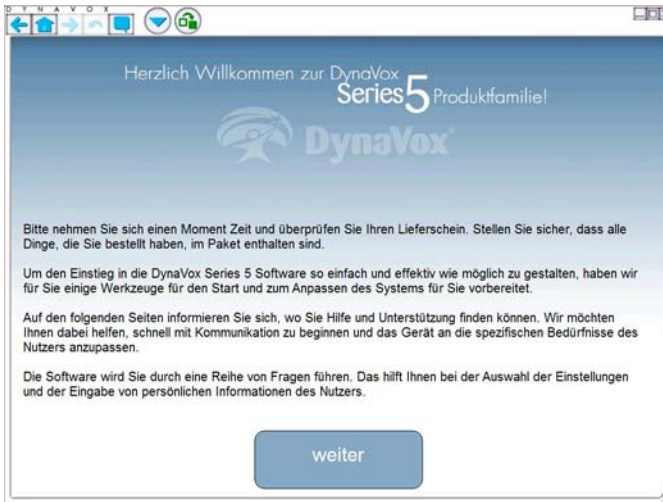 DYNAVOX
Herzlich Willkommen zur DynaVox
Series5 Produktfamilie!
DynaVox
Bitte nehmen Sie sich einen Moment Zeit und überprüfen Sie Ihren Lieferschein. Stellen Sie sicher, dass alle
Dinge, die Sie bestellt haben, im Paket enthalten sind.
Um den Einstieg in die DynaVox Series 5 Software so einfach und effektiv wie möglich zu gestalten, haben wir
für Sie einige Werkzeuge für den Start und zum Anpassen des Systems für Sie vorbereitet.
Auf den folgenden Seiten informieren Sie sich, wo Sie Hilfe und Unterstützung finden können. Wir möchten
Ihnen dabei helfen, schnell mit Kommunikation zu beginnen und das Gerät an die spezifischen Bedürfnisse des
Nutzers anzupassen.
Die Software wird Sie durch eine Reihe von Fragen führen. Das hilft Ihnen bei der Auswahl der Einstellungen
und der Eingabe von persönlichen Informationen des Nutzers.
weiter